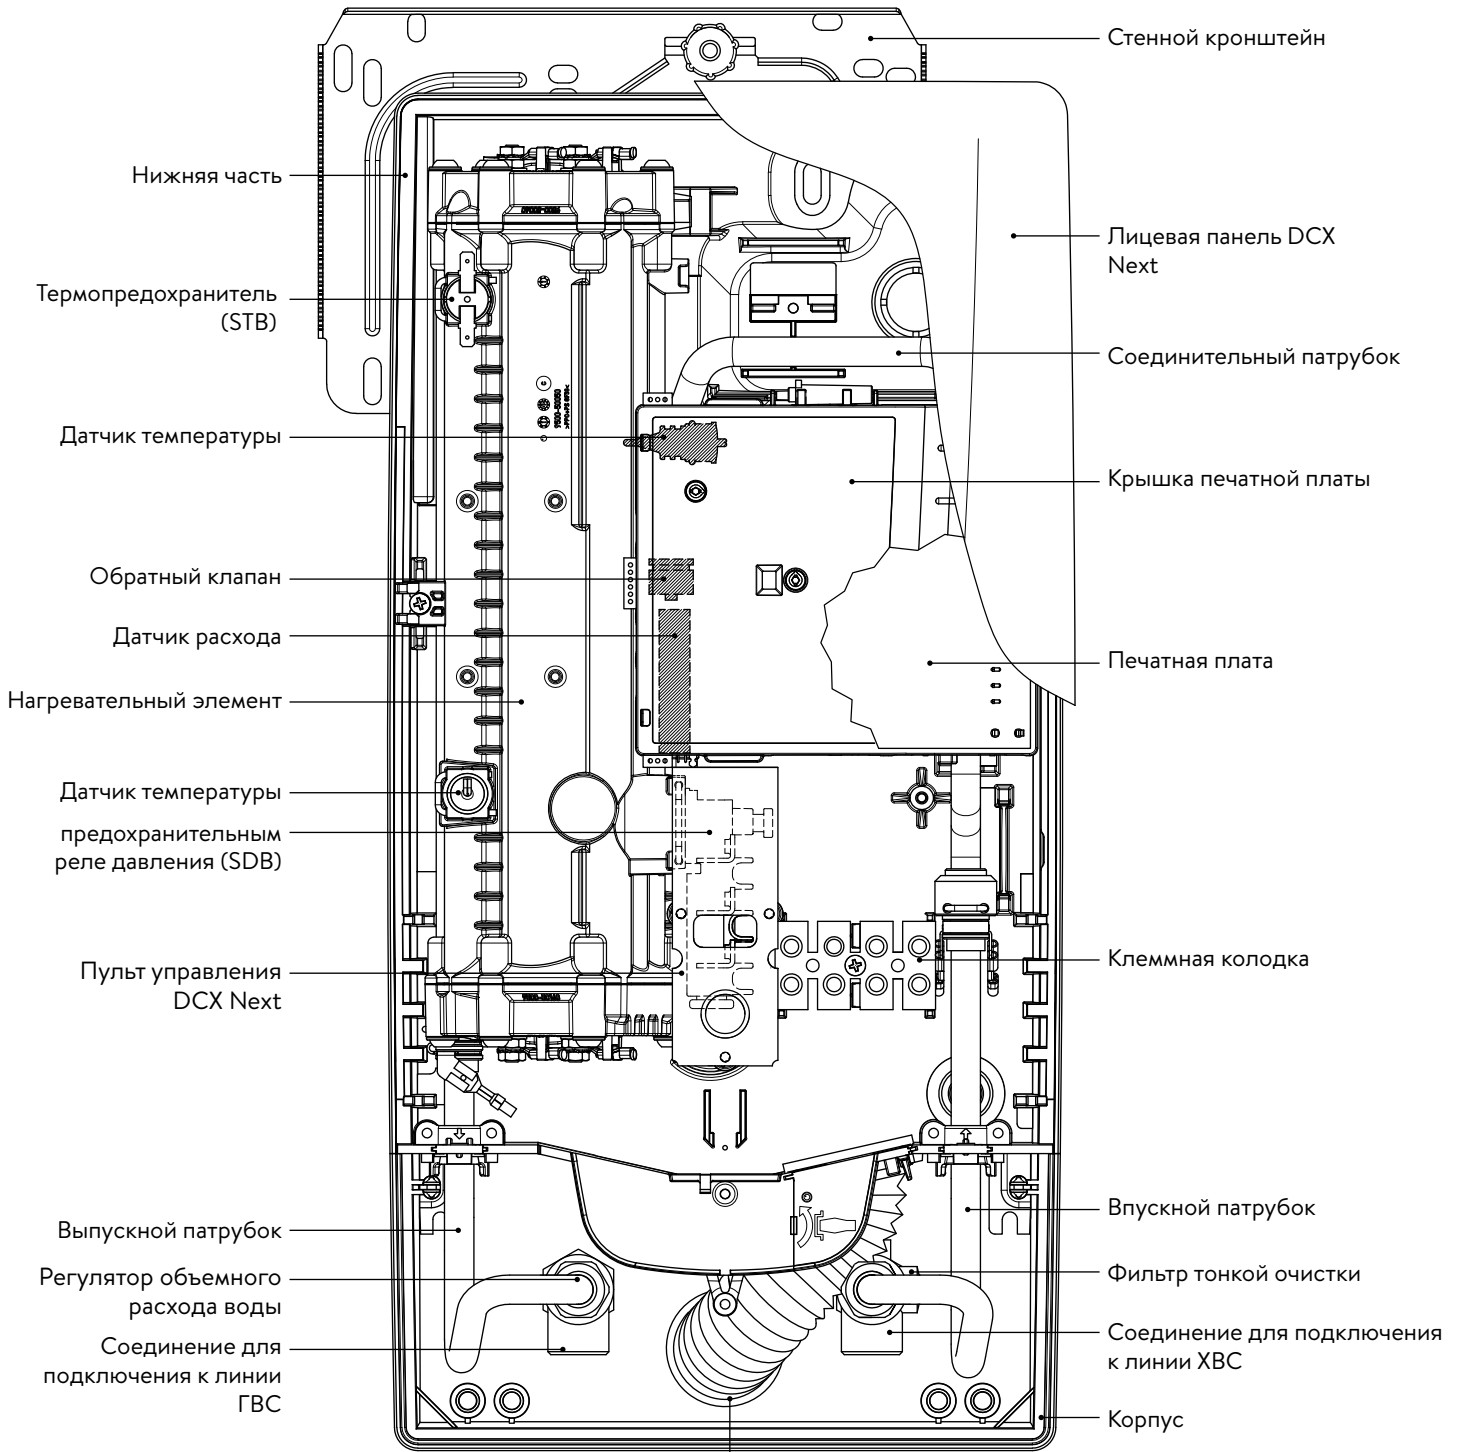 Стенной кронштейн
Нижняя часть
Лицевая панель DCX
Next
Термопредохранитель
(STB)
Соединительный патрубок
Датчик температуры
Крышка печатной платы
Обратный клапан
Датчик расхода
Печатная плата
Нагревательный элемент
Датчик температуры
предохранительным
реле давления (SDB)
Клеммная колодка
Пульт управления
DCX Next
Впускной патрубок
Выпускной патрубок
Фильтр тонкой очистки
Регулятор объемного
расхода воды
Соединение для подключения
к линии ХВС
Соединение для
подключения к линии
ГВС
Корпус